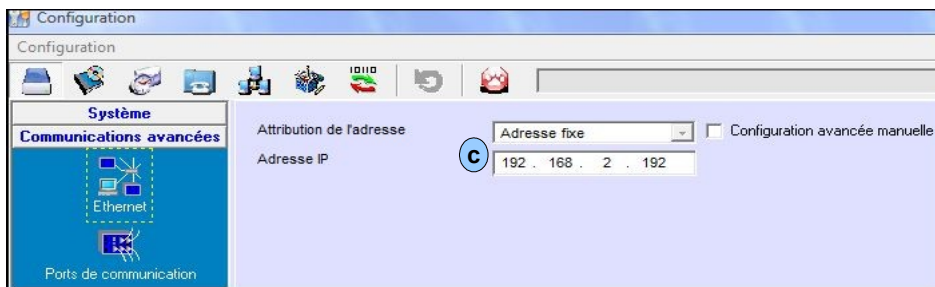 Configuration
Configuration
Système
Communications avancées
Ethernet
Ports de communication
Attribution de l'adresse
Adresse fixe
Configuration avancée manuelle
Adresse IP
c
192 . 168 . 2 . 192